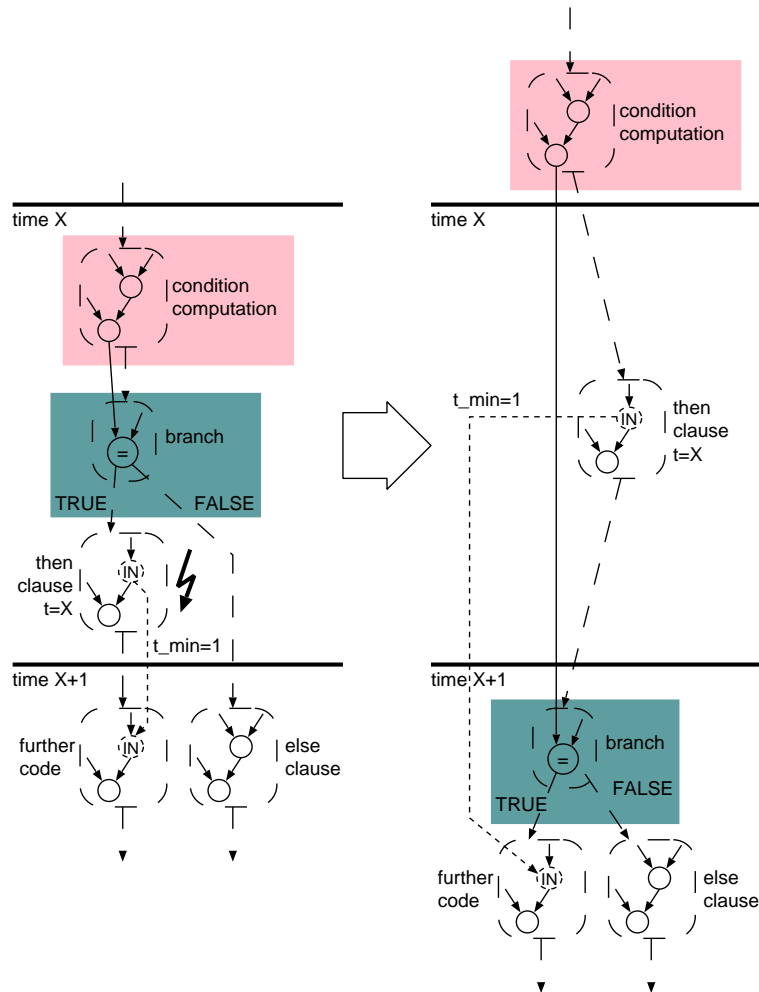 condition
computation
time X
condition
computation
branch
=
TRUE
FALSE
then
clause
t=X
IN
t_min=1
time X+1
further
code
IN
else
clause
time X
t_min=1
IN
then
clause
t=X
time X+1
branch
=
TRUE
FALSE
further
code
IN
else
clause